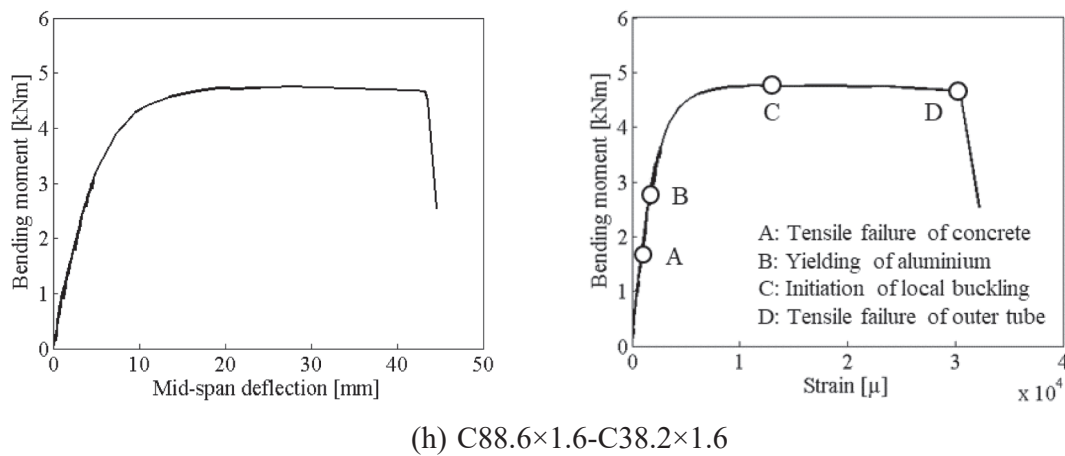 6
5
4
3
2
1
0
Bending moment [kNm]
0 10 20 30 40 50
Mid-span deflection [mm]
6
5
4
3
2
1
0
Bending moment [kNm]
C
D
B
A
A: Tensile failure of concrete
B: Yielding of aluminium
C: Initiation of local buckling
D: Tensile failure of outer tube
0 1 2 3 4
Strain [μ]
x 10⁴
(h) C88.6×1.6-C38.2×1.6